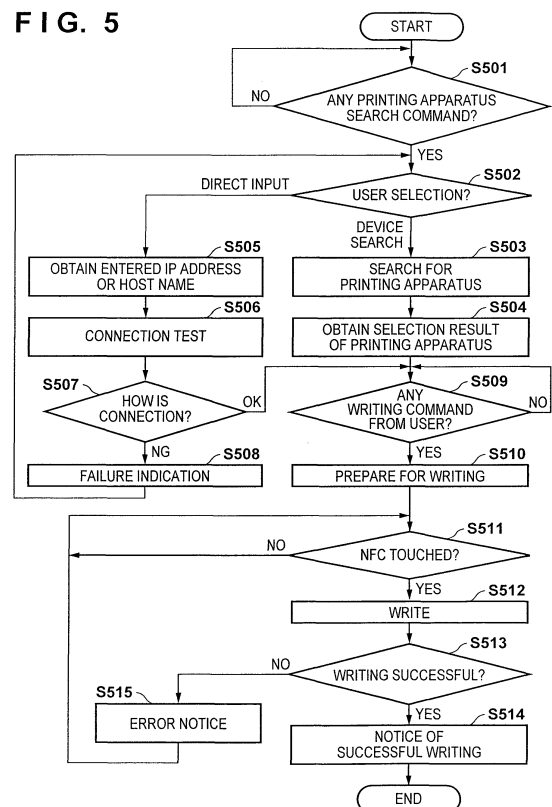 FIG. 5
START
S501
ANY PRINTING APPARATUS
SEARCH COMMAND?
NO
YES
S502
DIRECT INPUT
USER SELECTION?
DEVICE
SEARCH
S505
OBTAIN ENTERED IP ADDRESS
OR HOST NAME
S503
SEARCH FOR
PRINTING APPARATUS
S506
CONNECTION TEST
S504
OBTAIN SELECTION RESULT
OF PRINTING APPARATUS
S507
HOW IS
CONNECTION?
OK
NG
S509
ANY
WRITING COMMAND
FROM USER?
NO
YES
S508
FAILURE INDICATION
S510
PREPARE FOR WRITING
S511
NO
NFC TOUCHED?
YES
S512
WRITE
S513
NO
WRITING SUCCESSFUL?
YES
S515
ERROR NOTICE
S514
NOTICE OF
SUCCESSFUL WRITING
END